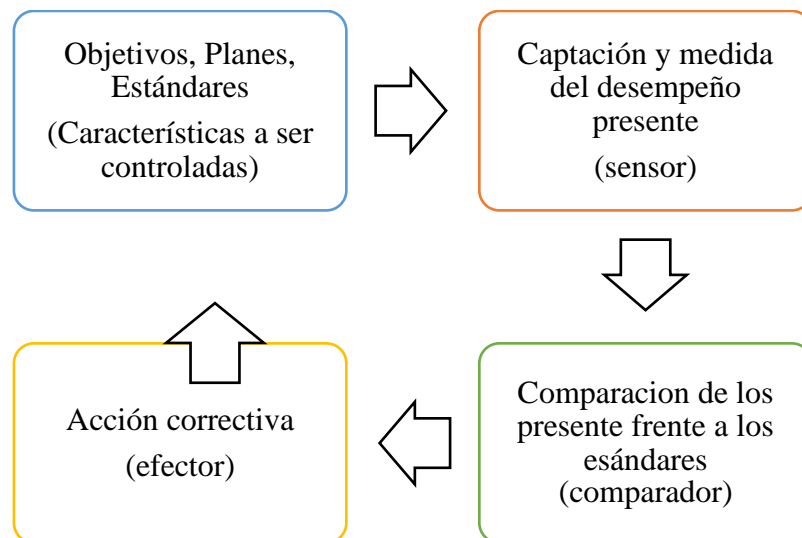 Objetivos, Planes,
Estándares
(Características a ser
controladas)
Captación y medida
del desempeño
presente
(sensor)
Comparacion de los
presente frente a los
esándares
(comparador)
Acción correctiva
(efector)